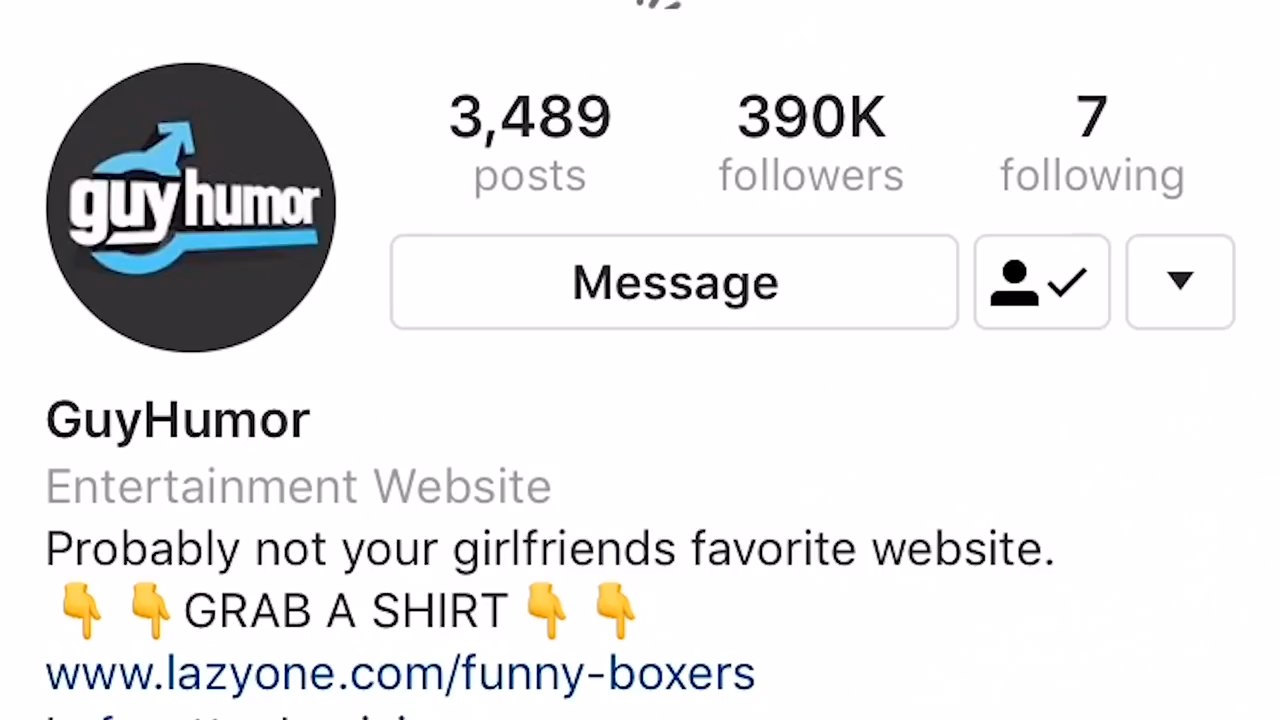 guyhumor
3,489 390K 7
posts followers following
Message
GuyHumor
Entertainment Website
Probably not your girlfriends favorite website.
👇 👇 GRAB A SHIRT 👇 👇
www.lazyone.com/funny-boxers